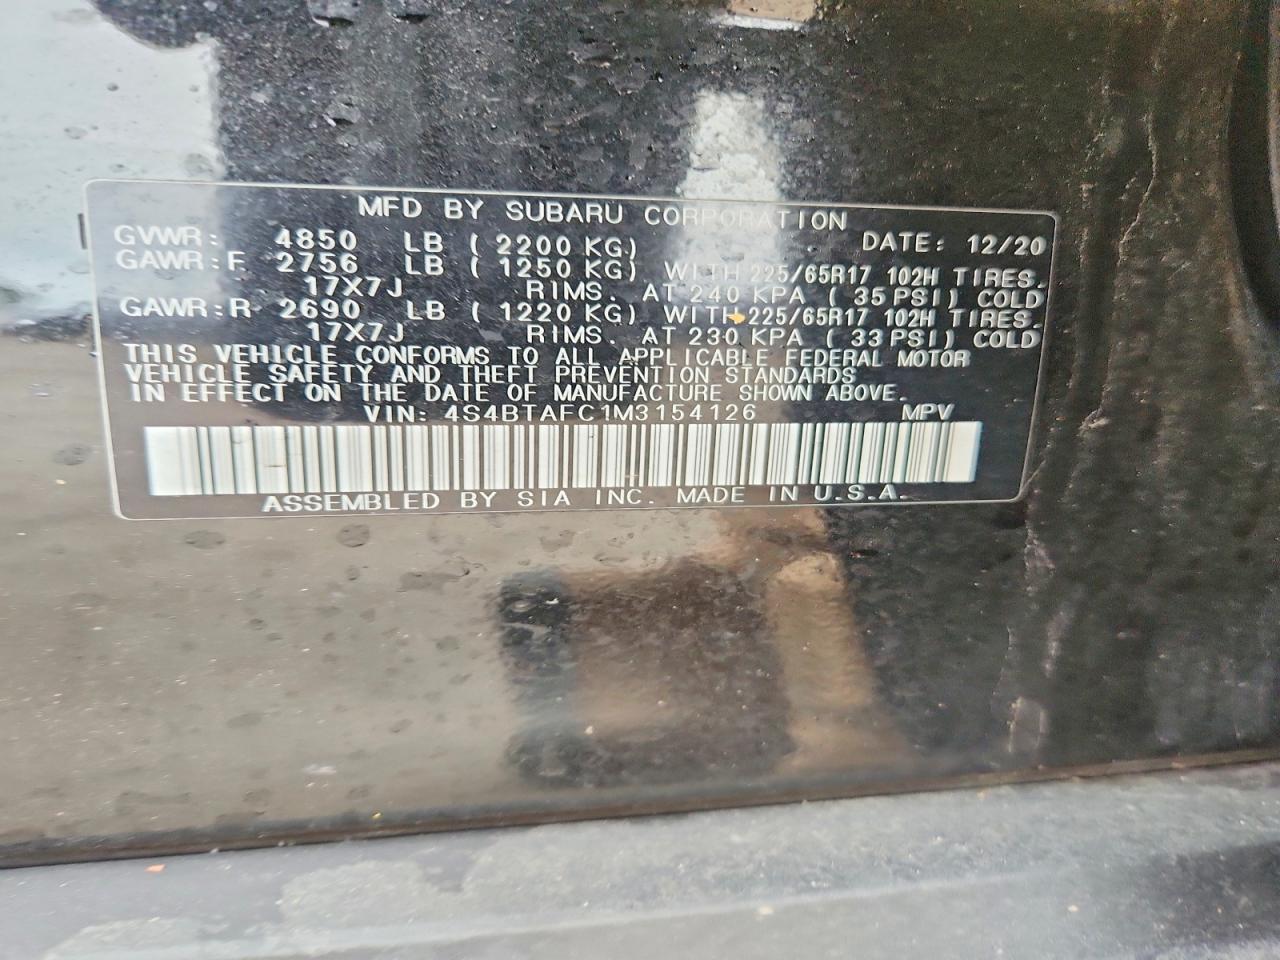 MFD BY SUBARU CORPORATION
GVWR: 4850 LB ( 2200 KG) DATE: 12/20
GAWR:F 2756 LB ( 1250 KG) WITH 225/65R17 102H TIRES.
17X7J RIMS. AT 240 KPA ( 35 PSI) COLD
GAWR:R 2690 LB ( 1220 KG) WITH 225/65R17 102H TIRES.
17X7J RIMS. AT 230 KPA ( 33 PSI) COLD
THIS VEHICLE CONFORMS TO ALL APPLICABLE FEDERAL MOTOR
VEHICLE SAFETY AND THEFT PREVENTION STANDARDS
IN EFFECT ON THE DATE OF MANUFACTURE SHOWN ABOVE.
VIN: 4S4BTAFC1M3154126 MPV
ASSEMBLED BY SIA INC. MADE IN U.S.A.